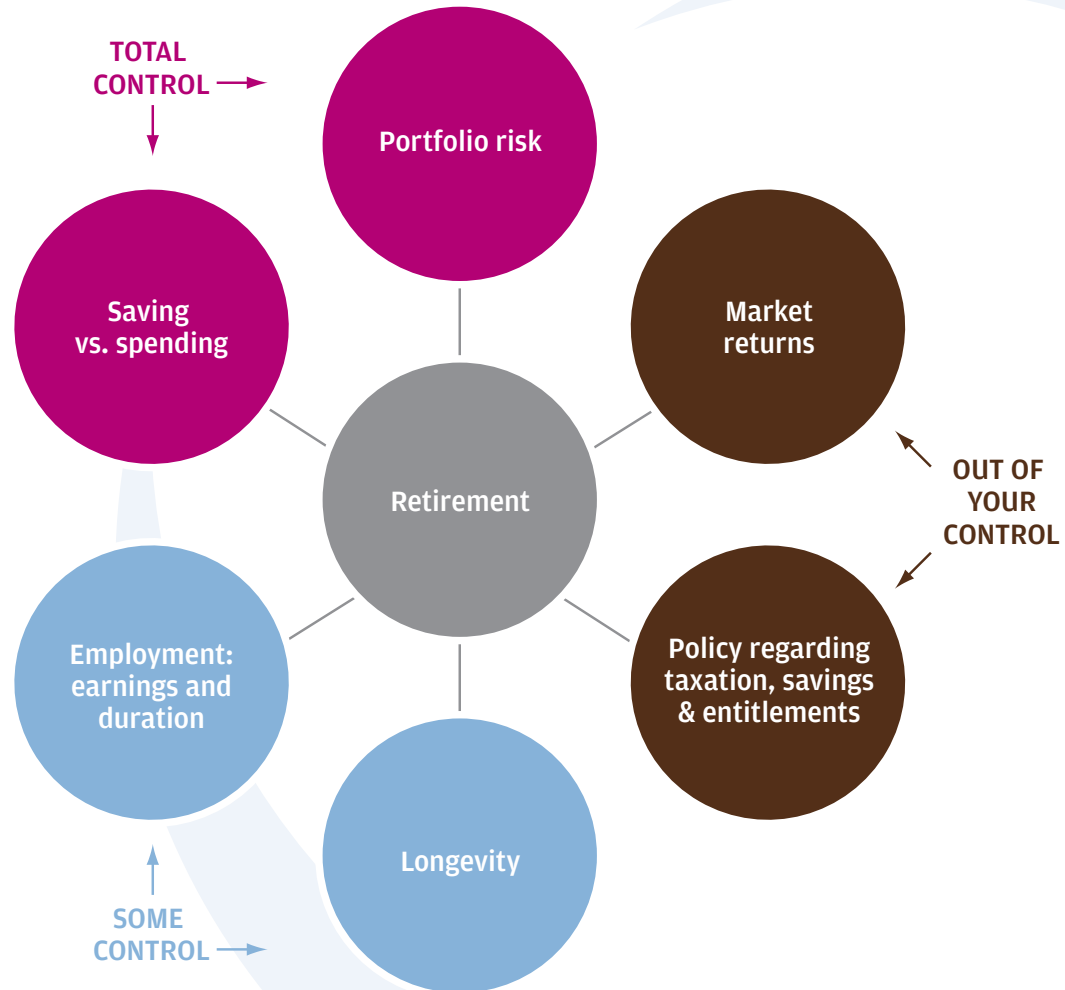 TOTAL
CONTROL
Portfolio risk
Saving
vs. spending
Market
returns
Retirement
OUT OF
YOUR
CONTROL
Employment:
earnings and
duration
Policy regarding
taxation, savings
& entitlements
Longevity
SOME
CONTROL